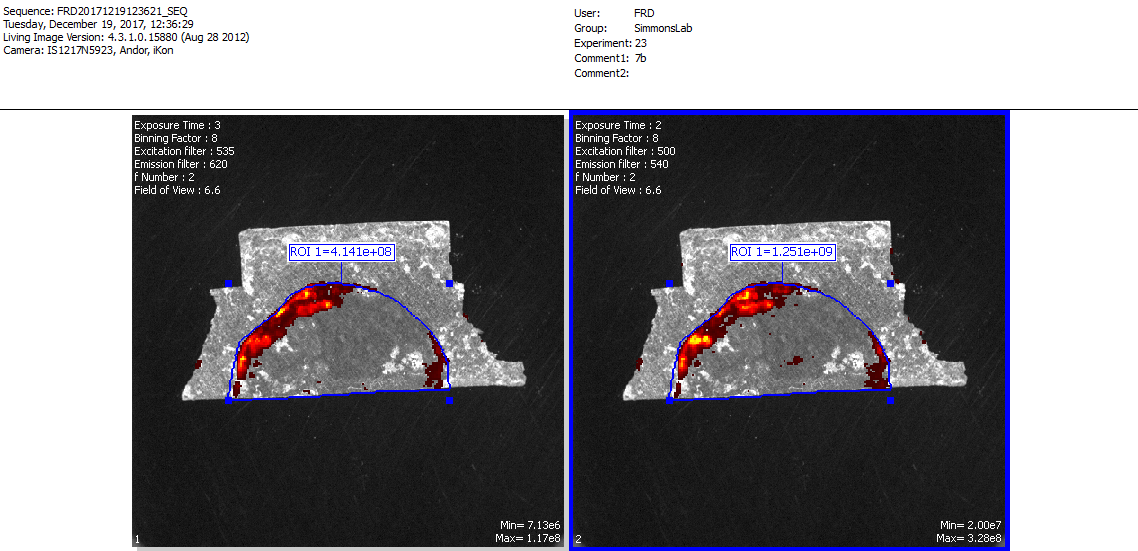 Sequence: FRD20171219123621_SEQ
Tuesday, December 19, 2017, 12:36:29
Living Image Version: 4.3.1.0.15880 (Aug 28 2012)
Camera: IS1217N5923, Andor, iKon
User: FRD
Group: SimmonsLab
Experiment: 23
Comment1: 7b
Comment2:
Exposure Time : 3
Binning Factor : 8
Excitation filter : 535
Emission filter : 620
f Number : 2
Field of View : 6.6
ROI 1=4.141e+08
Min= 7.13e6
Max= 1.17e8
1
Exposure Time : 2
Binning Factor : 8
Excitation filter : 500
Emission filter : 540
f Number : 2
Field of View : 6.6
ROI 1=1.251e+09
Min= 2.00e7
Max= 3.28e8
2